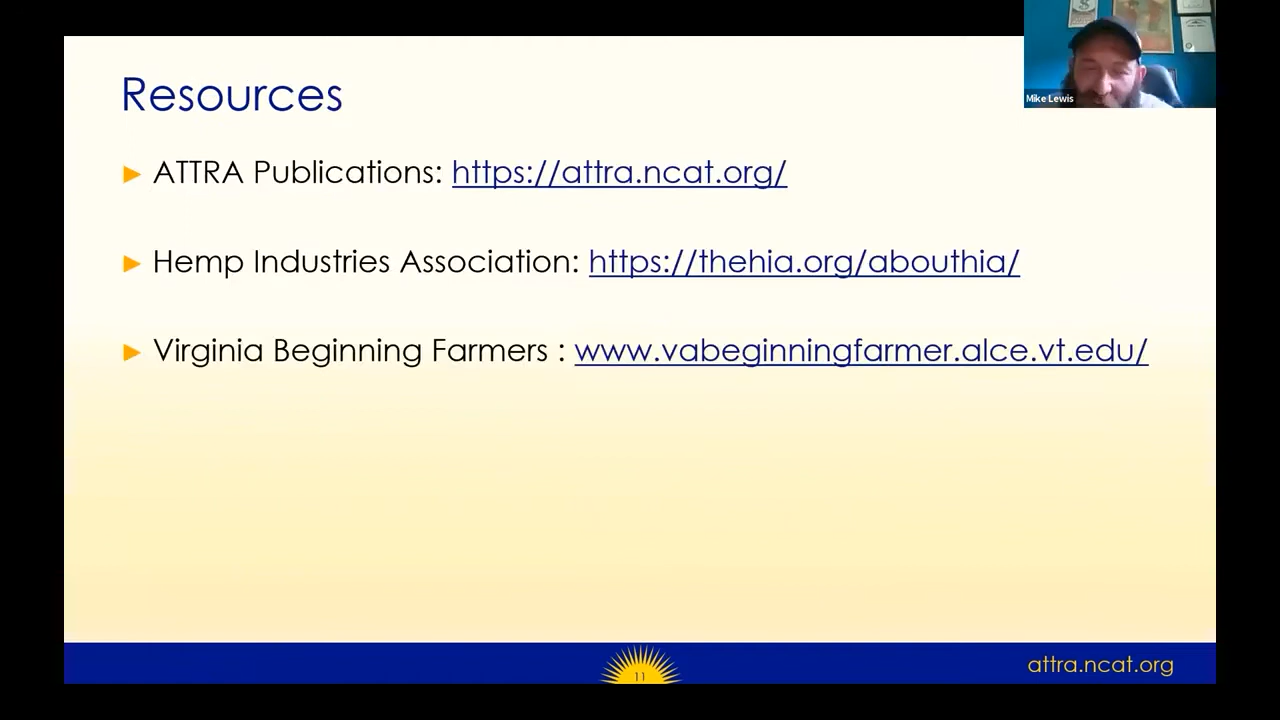 Resources
Mike Lewis
► ATTRA Publications: https://attra.ncat.org/
► Hemp Industries Association: https://thehia.org/abouthia/
► Virginia Beginning Farmers : www.vabeginningfarmer.alce.vt.edu/
11
attra.ncat.org